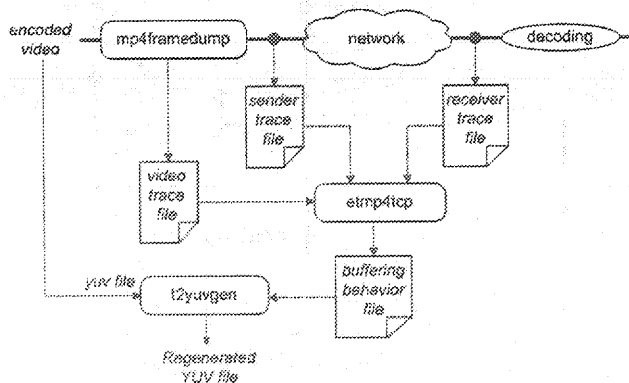 encoded
video
mp4framedump
network
decoding
sender
trace
file
receiver
trace
file
video
trace
file
etmp4tcp
yuv file
t2yuvgen
buffering
behavior
file
Regenerated
YUV file